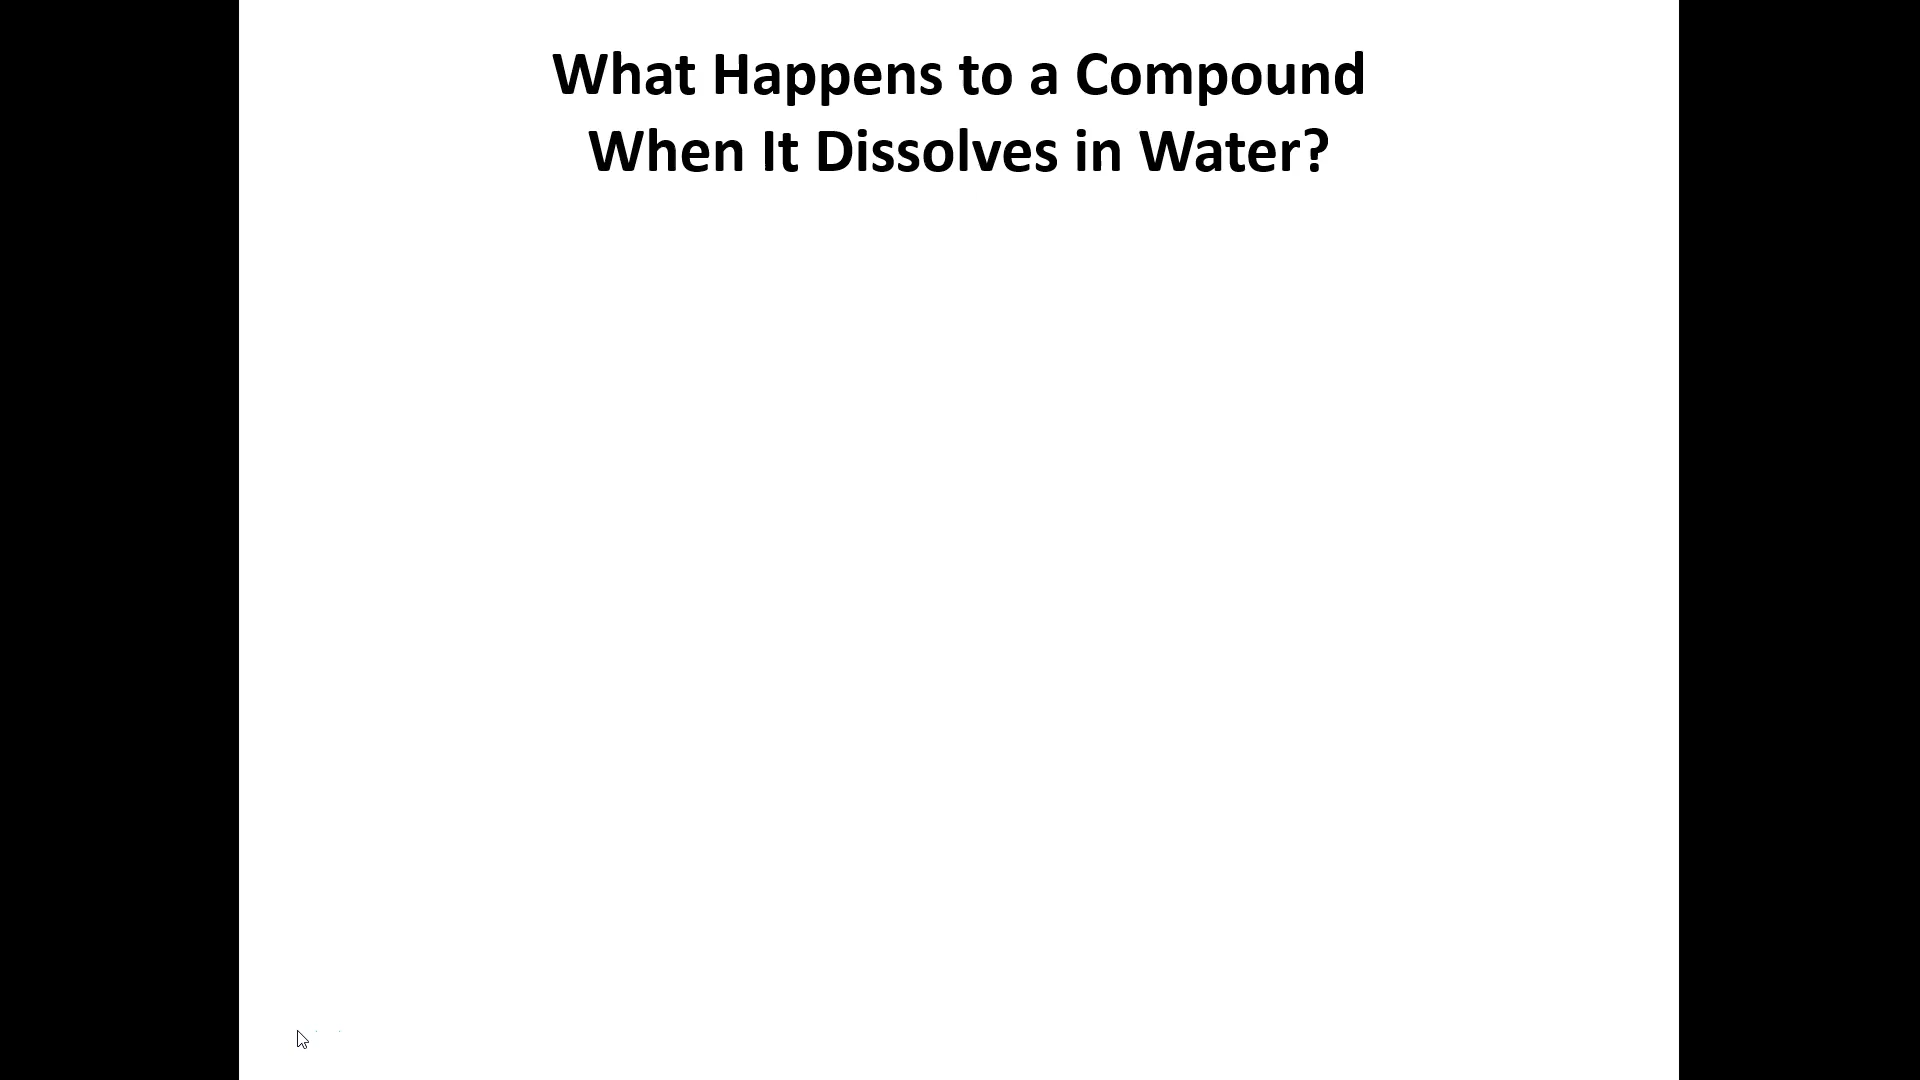 What Happens to a Compound
When It Dissolves in Water?